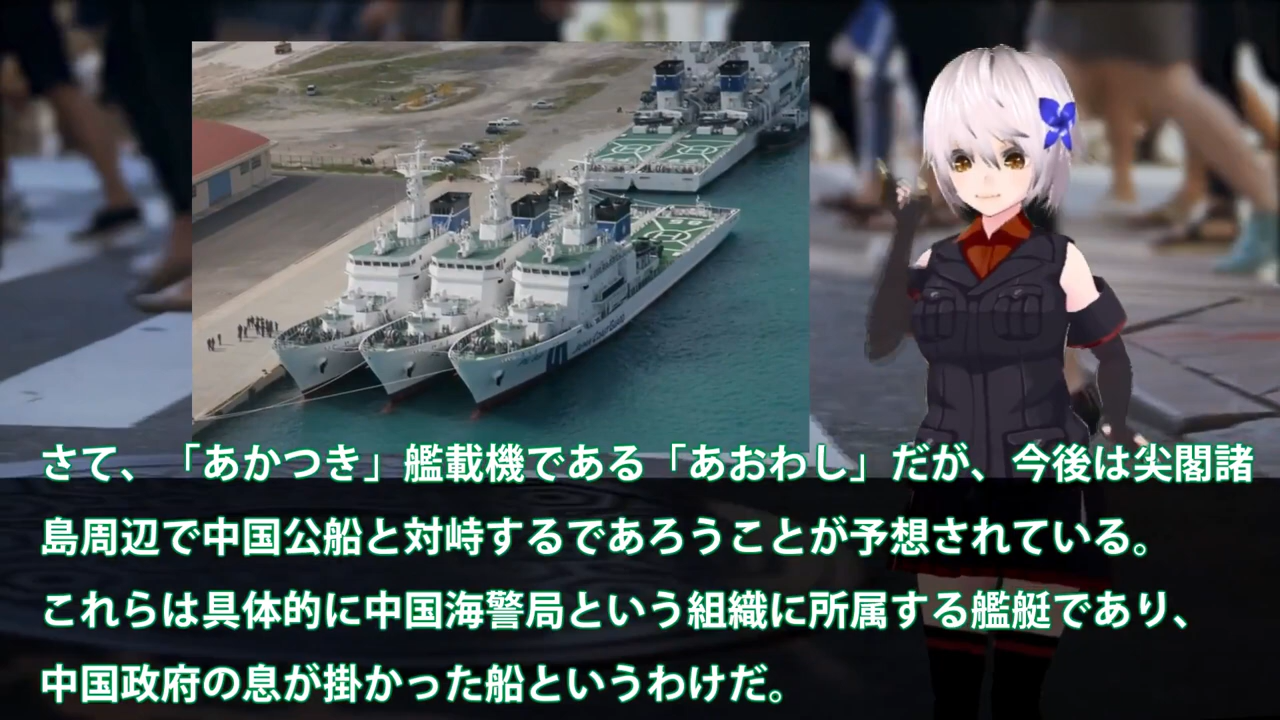 さて、「あかつき」艦載機である「あおわし」だが、今後は尖閣諸
島周辺で中国公船と対峙するであろうことが予想されている。
これらは具体的に中国海警局という組織に所属する艦艇であり、
中国政府の息が掛かった船というわけだ。
JAPAN COAST GUARD